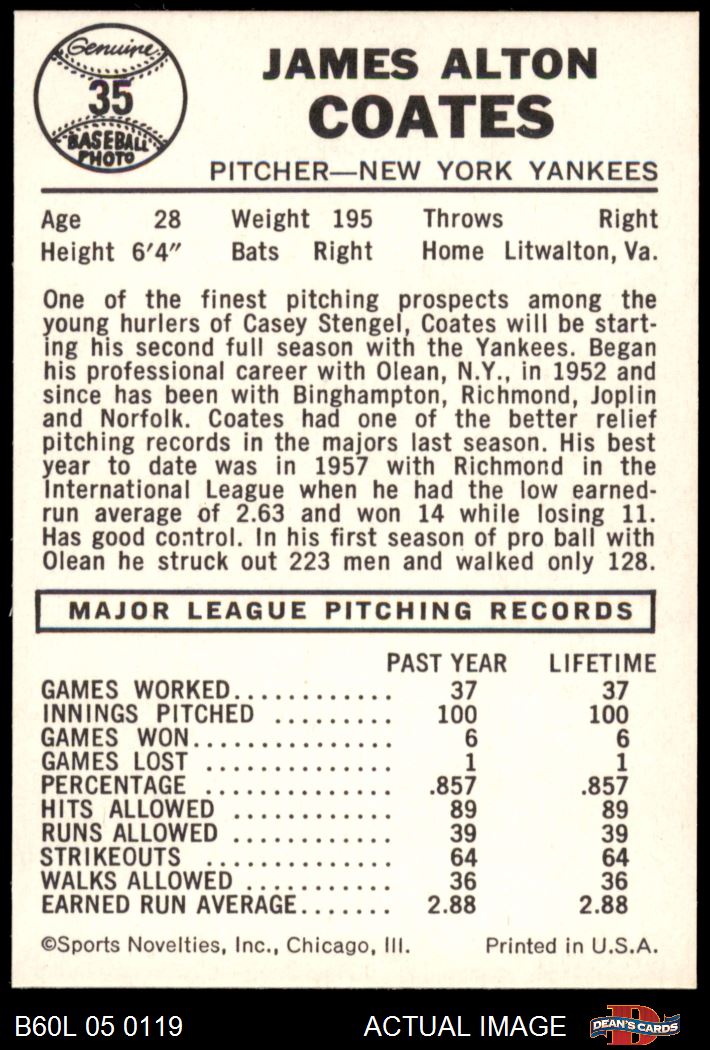 Genuine
35
BASEBALL
PHOTO
JAMES ALTON
COATES
PITCHER—NEW YORK YANKEES
Age 28 Weight 195 Throws Right
Height 6'4" Bats Right Home Litwalton, Va.
One of the finest pitching prospects among the
young hurlers of Casey Stengel, Coates will be start-
ing his second full season with the Yankees. Began
his professional career with Olean, N.Y., in 1952 and
since has been with Binghampton, Richmond, Joplin
and Norfolk. Coates had one of the better relief
pitching records in the majors last season. His best
year to date was in 1957 with Richmond in the
International League when he had the low earned-
run average of 2.63 and won 14 while losing 11.
Has good control. In his first season of pro ball with
Olean he struck out 223 men and walked only 128.
MAJOR LEAGUE PITCHING RECORDS
PAST YEAR LIFETIME
GAMES WORKED............ 37 37
INNINGS PITCHED ......... 100 100
GAMES WON............... 6 6
GAMES LOST .............. 1 1
PERCENTAGE ............... .857 .857
HITS ALLOWED ............ 89 89
RUNS ALLOWED ............ 39 39
STRIKEOUTS .............. 64 64
WALKS ALLOWED ........... 36 36
EARNED RUN AVERAGE....... 2.88 2.88
©Sports Novelties, Inc., Chicago, Ill. Printed in U.S.A.
B60L 05 0119 ACTUAL IMAGE D DEAN'S CARDS